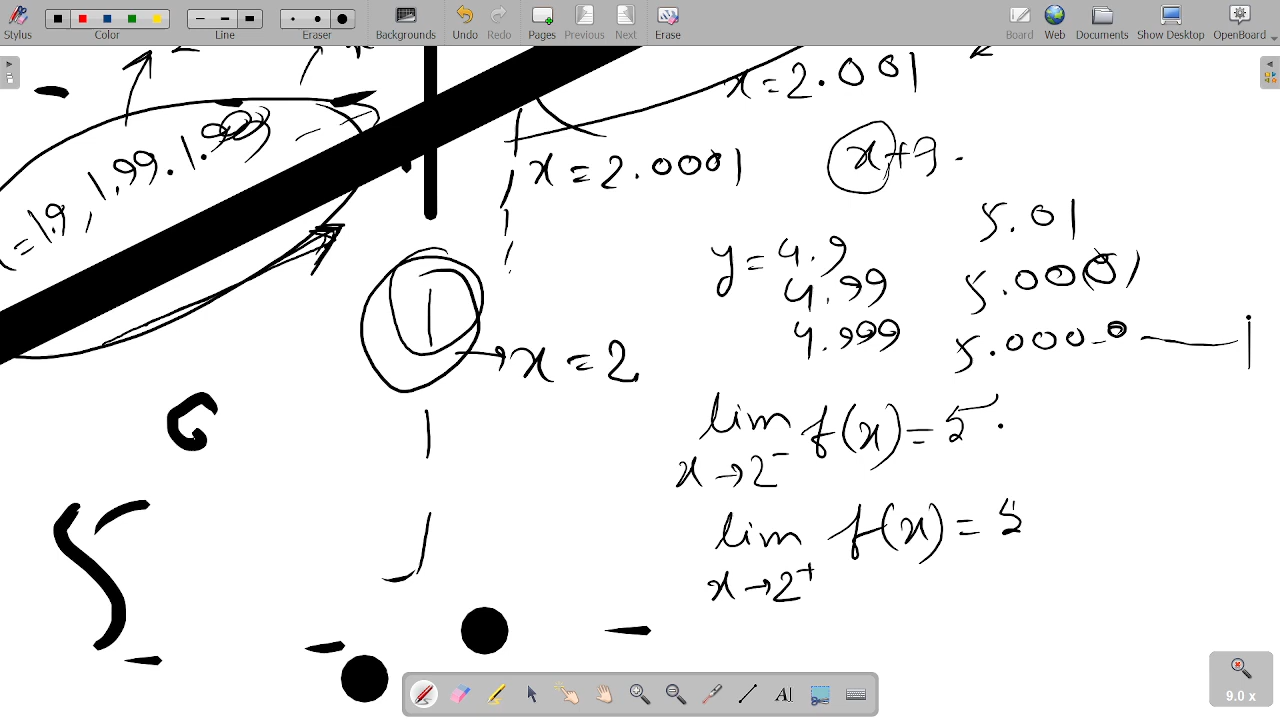 Stylus Color Line Eraser Backgrounds Undo Redo Pages Previous Next Erase Board Web Documents Show Desktop OpenBoard
x = 2.001
= 1.9, 1.99. 1.999
x = 2.0001
x + 9.
y = 4.9 5.01
4.99 5.0001
4.999 5.0000 — 1
x = 2
lim f(x) = 5.
x → 2⁻
lim f(x) = 5
x → 2⁺
9.0 x